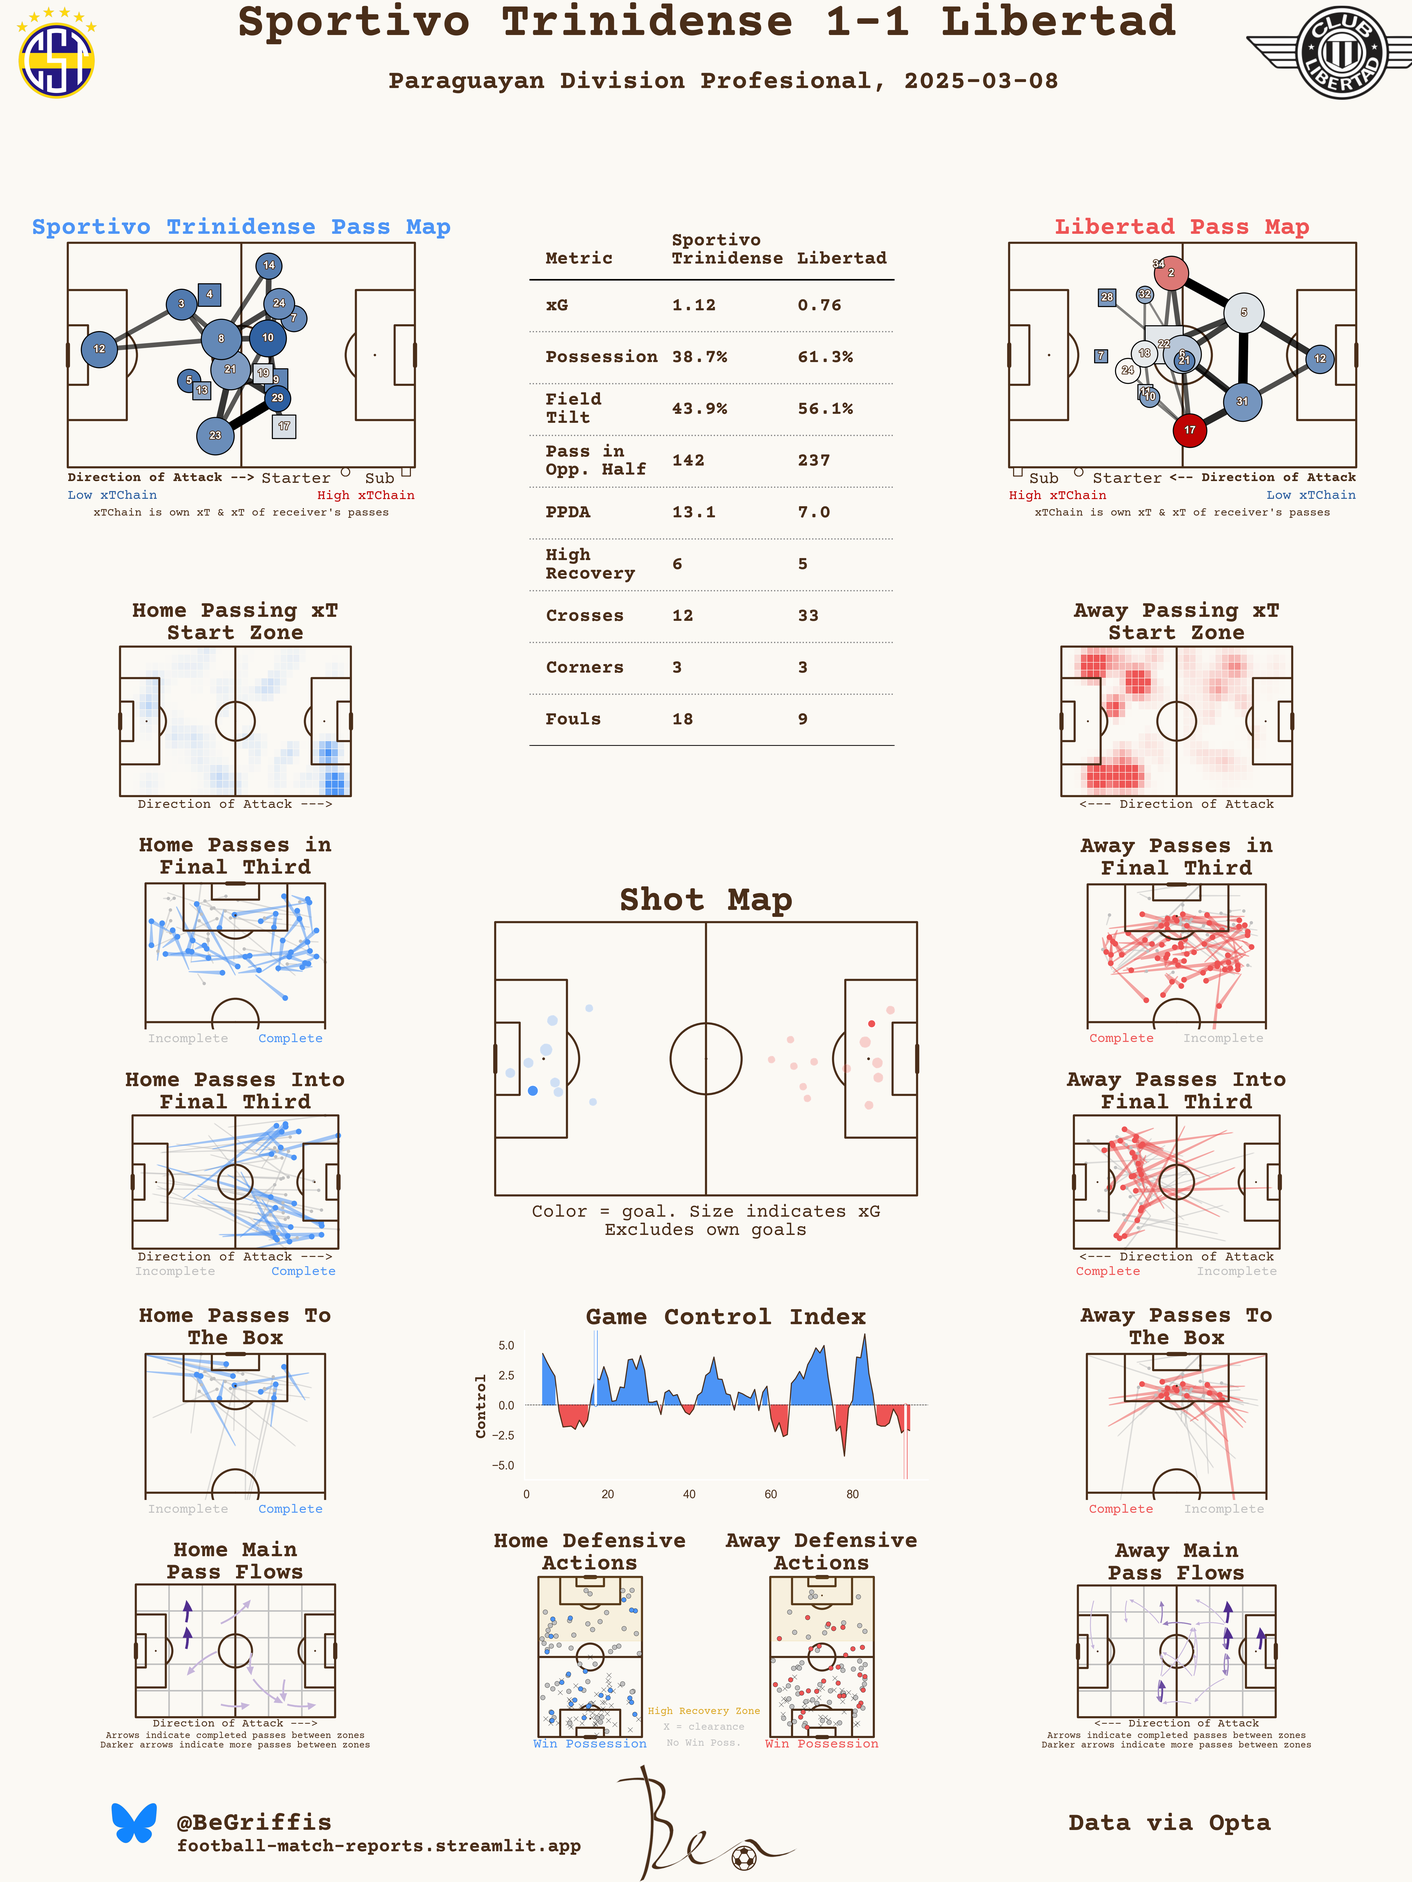 Sportivo Trinidense 1-1 Libertad
Paraguayan Division Profesional, 2025-03-08
CST
CLUB
LIBERTAD
Sportivo Trinidense Pass Map
14
4
3
24
7
8
10
12
21
19
9
5
13
29
17
23
Direction of Attack --> Starter Sub
Low xTChain High xTChain
xTChain is own xT & xT of receiver's passes
Metric Sportivo Trinidense Libertad
xG 1.12 0.76
Possession 38.7% 61.3%
Field Tilt 43.9% 56.1%
Pass in Opp. Half 142 237
PPDA 13.1 7.0
High Recovery 6 5
Crosses 12 33
Corners 3 3
Fouls 18 9
Libertad Pass Map
34
2
28
32
5
22
18
6
7
21
12
24
11
10
31
17
Sub Starter <-- Direction of Attack
High xTChain Low xTChain
xTChain is own xT & xT of receiver's passes
Home Passing xT
Start Zone
Direction of Attack --->
Away Passing xT
Start Zone
<--- Direction of Attack
Home Passes in
Final Third
Incomplete Complete
Away Passes in
Final Third
Complete Incomplete
Shot Map
Color = goal. Size indicates xG
Excludes own goals
Home Passes Into
Final Third
Direction of Attack --->
Incomplete Complete
Away Passes Into
Final Third
<--- Direction of Attack
Complete Incomplete
Home Passes To
The Box
Incomplete Complete
Game Control Index
Control
5.0
2.5
0.0
−2.5
−5.0
0 20 40 60 80
Away Passes To
The Box
Complete Incomplete
Home Main
Pass Flows
Direction of Attack --->
Arrows indicate completed passes between zones
Darker arrows indicate more passes between zones
Home Defensive
Actions
Win Possession
High Recovery Zone
X = clearance
No Win Poss.
Away Defensive
Actions
Win Possession
Away Main
Pass Flows
<--- Direction of Attack
Arrows indicate completed passes between zones
Darker arrows indicate more passes between zones
@BeGriffis
football-match-reports.streamlit.app
Ben
Data via Opta